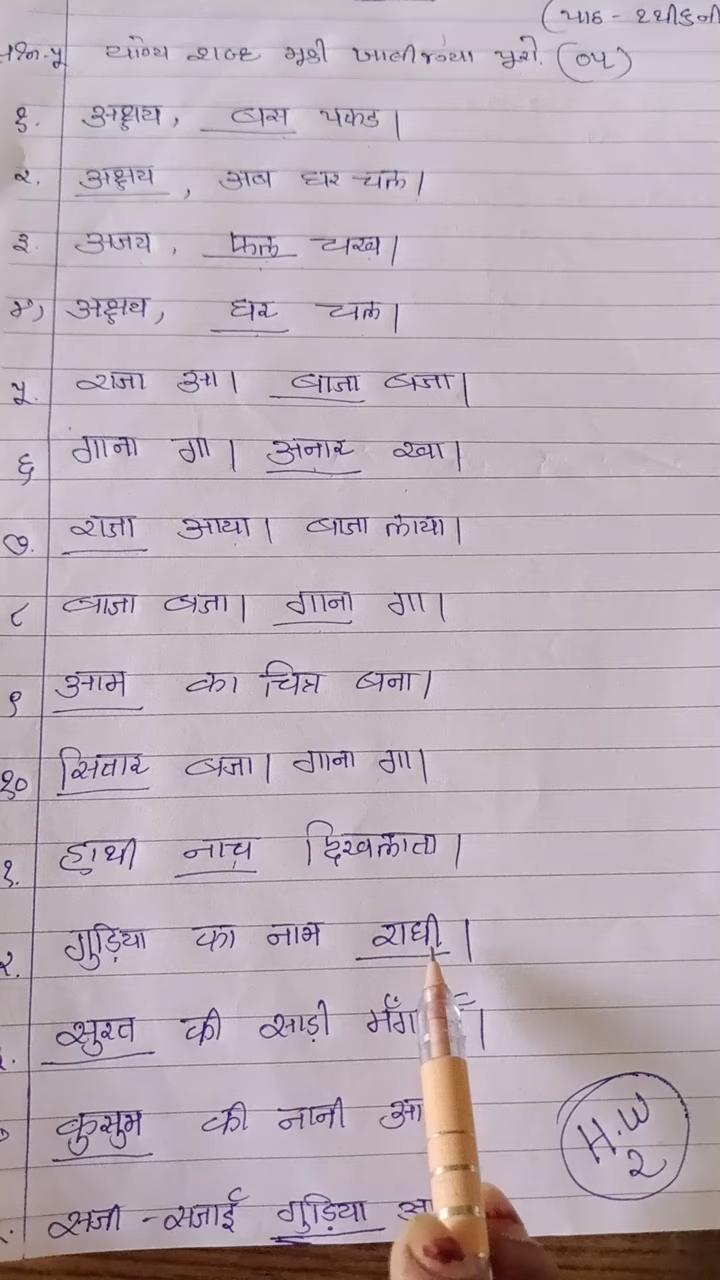 (પાઠ - ૨થી૬ની
પ્રશ્ન-૫ યોગ્ય શબ્દ મૂકી ખાલીજગ્યા પૂરો. (૦૫)
१. अक्षय, बस पकड।
२. अक्षय, अब घर चल।
३. अजय, फल चख।
४) अक्षय, घर चल।
५. राजा आ। बाजा बजा।
६ गाना गा। अनार खा।
७. राजा आया। बाजा लाया।
८ बाजा बजा। गाना गा।
९ आम का चित्र बना।
१० सितार बजा। गाना गा।
१. हाथी नाच दिखलाता।
२. गुड़िया का नाम राधी।
सुरत की साड़ी
कुसुम की नानी
सजी - सजाई गुड़िया
H.W
2